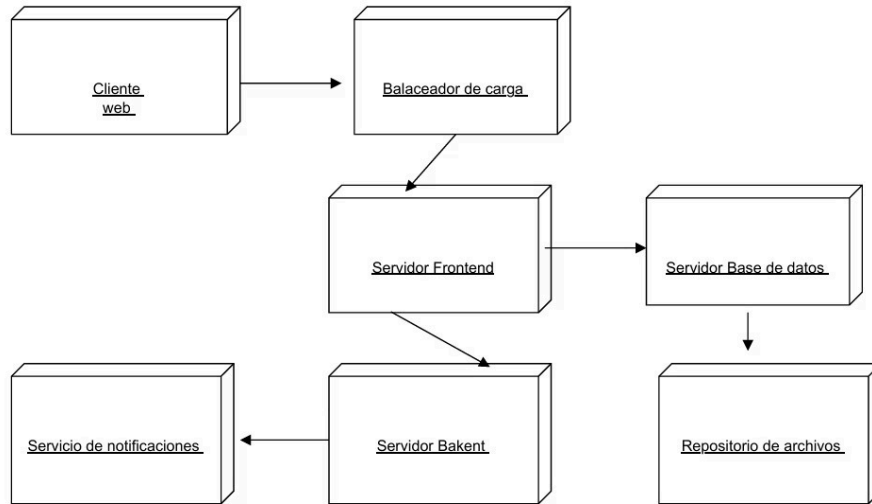 Cliente
web
Balaceador de carga
Servidor Frontend
Servidor Base de datos
Servicio de notificaciones
Servidor Bakent
Repositorio de archivos